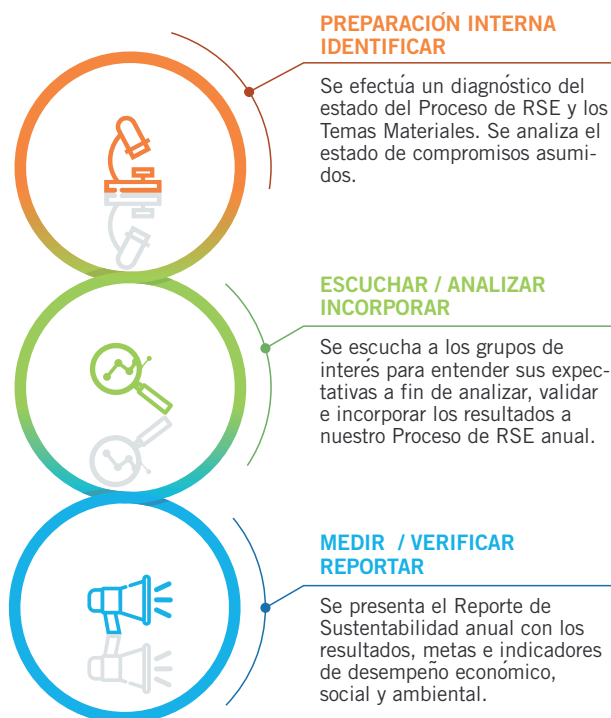 PREPARACIÓN INTERNA
IDENTIFICAR
Se efectúa un diagnóstico del
estado del Proceso de RSE y los
Temas Materiales. Se analiza el
estado de compromisos asumi-
dos.
ESCUCHAR / ANALIZAR
INCORPORAR
Se escucha a los grupos de
interés para entender sus expec-
tativas a fin de analizar, validar
e incorporar los resultados a
nuestro Proceso de RSE anual.
MEDIR / VERIFICAR
REPORTAR
Se presenta el Reporte de
Sustentabilidad anual con los
resultados, metas e indicadores
de desempeño económico,
social y ambiental.